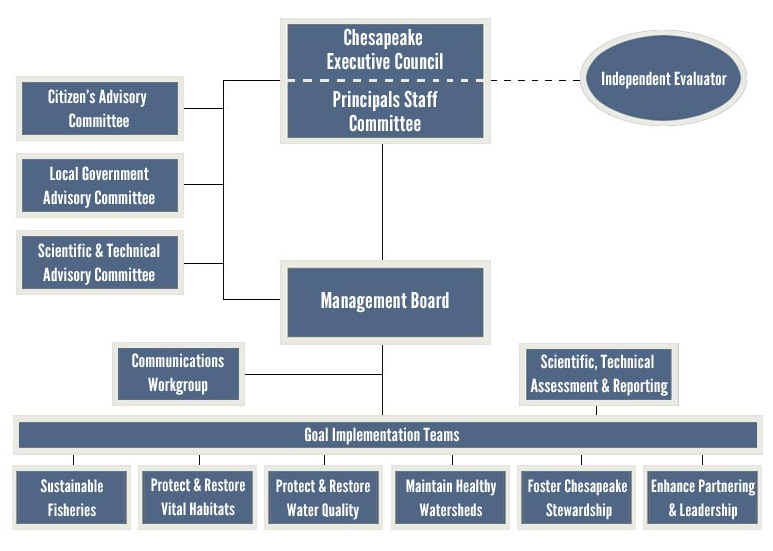 Chesapeake
Executive Council
Principals Staff
Committee
Independent Evaluator
Citizen's Advisory
Committee
Local Government
Advisory Committee
Scientific & Technical
Advisory Committee
Management Board
Communications
Workgroup
Scientific, Technical
Assessment & Reporting
Goal Implementation Teams
Sustainable
Fisheries
Protect & Restore
Vital Habitats
Protect & Restore
Water Quality
Maintain Healthy
Watersheds
Foster Chesapeake
Stewardship
Enhance Partnering
& Leadership